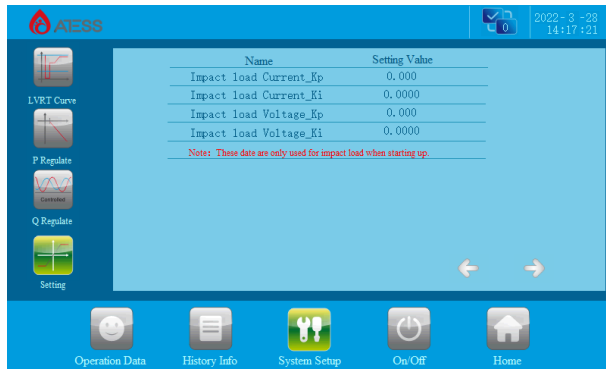 ATESS
0
2022- 3 -28
14:17:21
LVRT Curve
P Regulate
Controlled
Q Regulate
Setting
Name Setting Value
Impact load Current_Kp 0.000
Impact load Current_Ki 0.0000
Impact load Voltage_Kp 0.000
Impact load Voltage_Ki 0.0000
Note: These date are only used for impact load when starting up.
Operation Data History Info System Setup On/Off Home